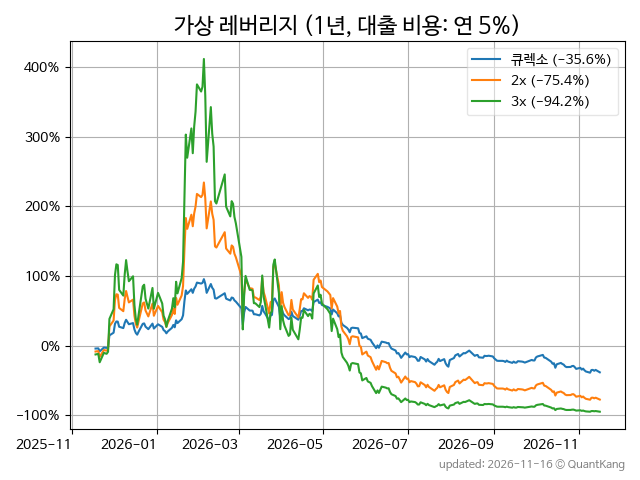 가상 레버리지 (1년, 대출 비용: 연 5%)
큐렉소 (-35.6%)
2x (-75.4%)
3x (-94.2%)
400%
300%
200%
100%
0%
-100%
2025-11 2026-01 2026-03 2026-05 2026-07 2026-09 2026-11
updated: 2026-11-16 © QuantKang